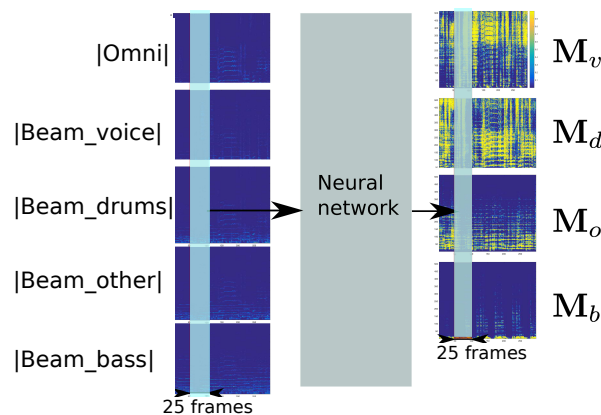 |Omni|
|Beam_voice|
|Beam_drums|
|Beam_other|
|Beam_bass|
25 frames
Neural
network
M_v
M_d
M_o
M_b
25 frames